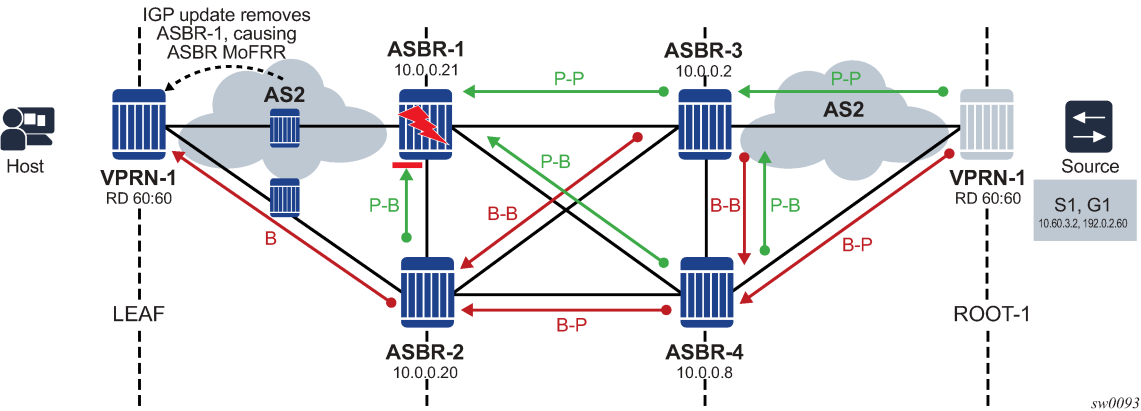 IGP update removes
ASBR-1, causing
ASBR MoFRR
ASBR-1
10.0.0.21
ASBR-3
10.0.0.2
P-P
P-P
AS2
AS2
Host
VPRN-1
RD 60:60
P-B
P-B
B-B
B-B
P-B
VPRN-1
RD 60:60
Source
S1, G1
10.60.3.2, 192.0.2.60
B
B-P
LEAF
B-P
ROOT-1
ASBR-2
10.0.0.20
ASBR-4
10.0.0.8
sw0093